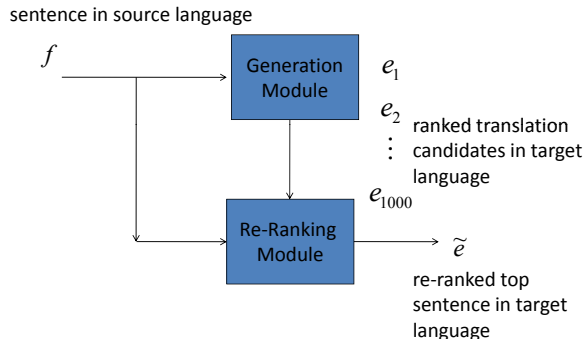 sentence in source language
f
Generation
Module
e1
e2
⋮
ranked translation
candidates in target
language
e1000
Re-Ranking
Module
ẽ
re-ranked top
sentence in target
language